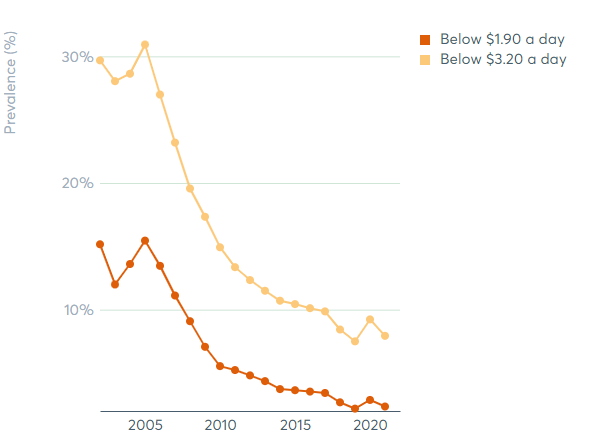 Prevalence (%)
30%
20%
10%
2005 2010 2015 2020
Below $1.90 a day
Below $3.20 a day